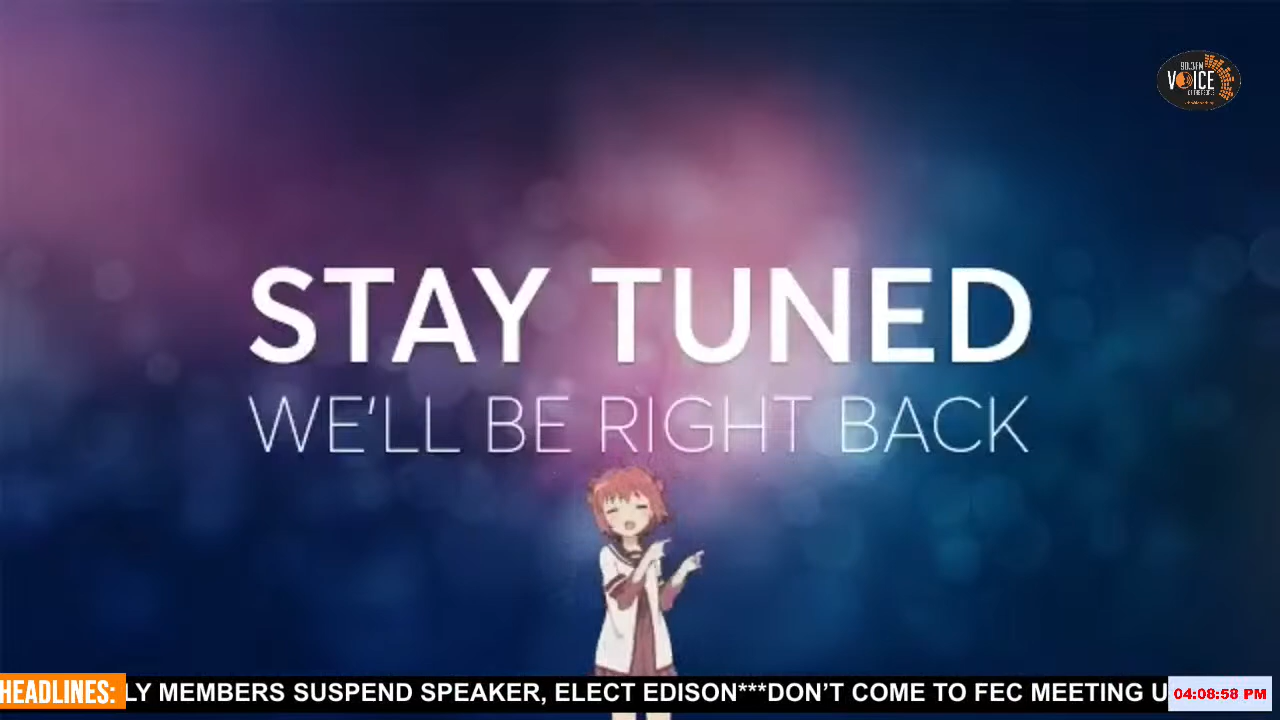 VOICE
STAY TUNED
WE'LL BE RIGHT BACK
HEADLINES:
LY MEMBERS SUSPEND SPEAKER, ELECT EDISON***DON'T COME TO FEC MEETING U
04:08:58 PM